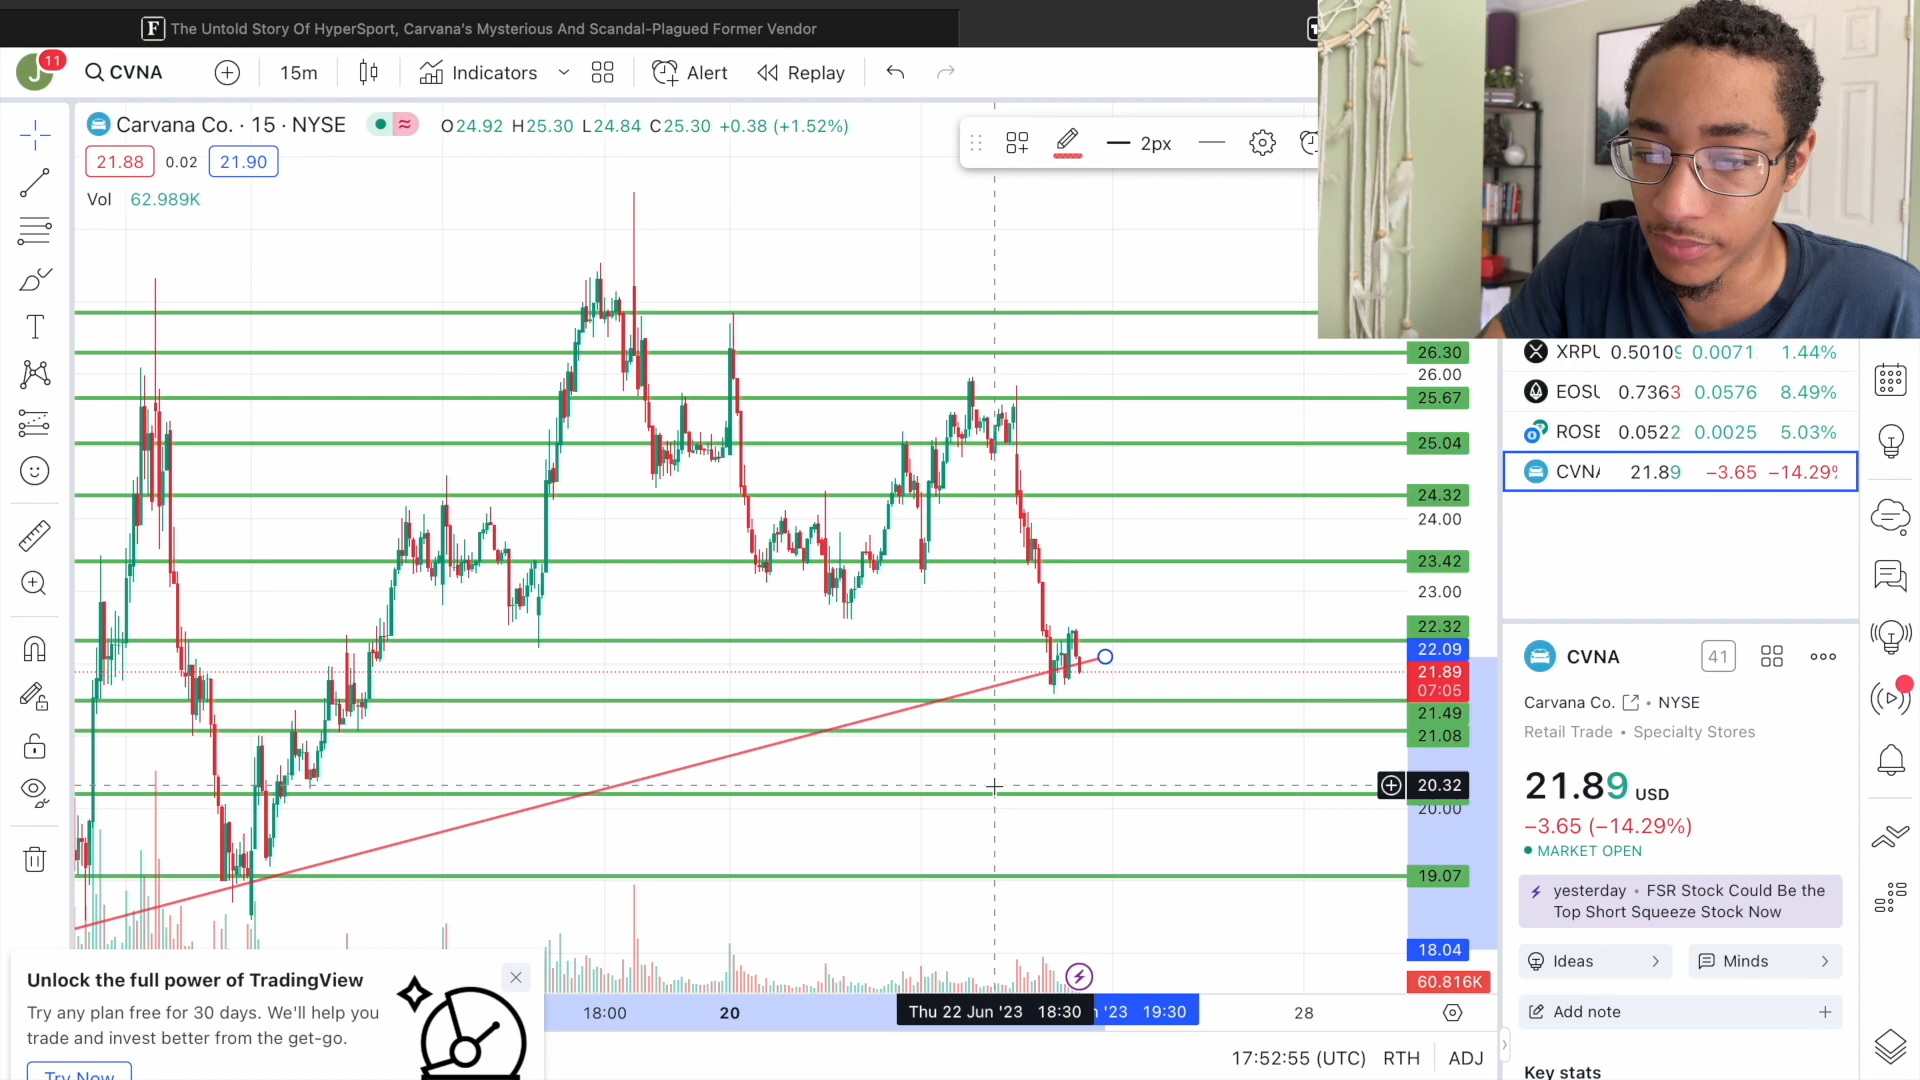 The Untold Story Of HyperSport, Carvana's Mysterious And Scandal-Plagued Former Vendor
J 11 CVNA 15m Indicators Alert Replay
Carvana Co. · 15 · NYSE O24.92 H25.30 L24.84 C25.30 +0.38 (+1.52%)
2px
21.88 0.02 21.90
Vol 62.989K
26.30
26.00
25.67
25.04
24.32
24.00
23.42
23.00
22.32
22.09
21.89
07:05
21.49
21.08
20.32
20.00
19.07
18.04
60.816K
18:00 20 Thu 22 Jun '23 18:30 '23 19:30 28
17:52:55 (UTC) RTH ADJ
Unlock the full power of TradingView
Try any plan free for 30 days. We'll help you
trade and invest better from the get-go.
Try Now
XRPU 0.50109 0.0071 1.44%
EOSU 0.7363 0.0576 8.49%
ROSE 0.0522 0.0025 5.03%
CVNA 21.89 −3.65 −14.29%
CVNA 41
Carvana Co. • NYSE
Retail Trade • Specialty Stores
21.89 USD
−3.65 (−14.29%)
MARKET OPEN
yesterday • FSR Stock Could Be the
Top Short Squeeze Stock Now
Ideas Minds
Add note
Key stats